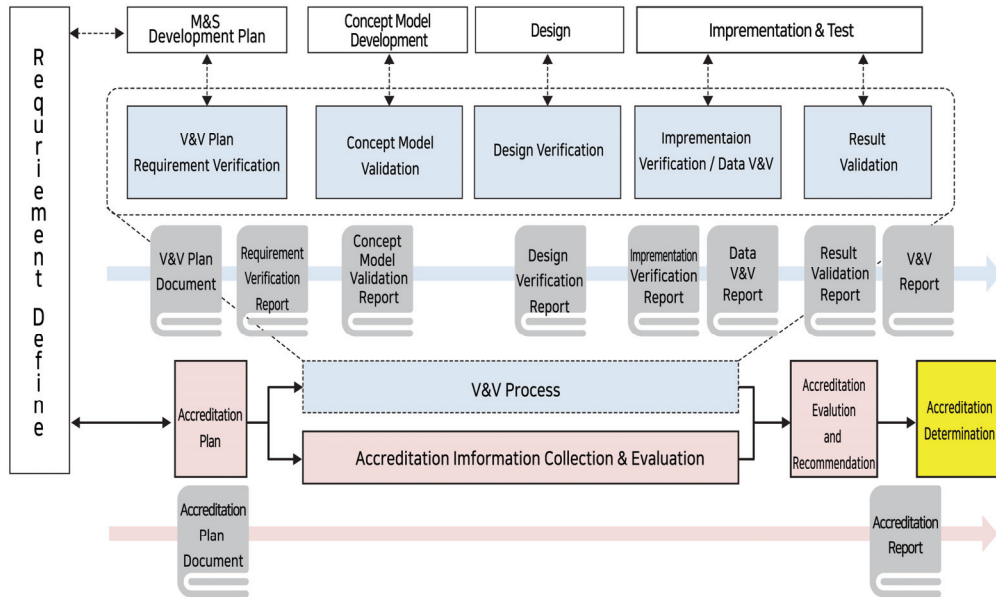 Requriement Define
M&S
Development Plan
Concept Model
Development
Design
Imprementation & Test
V&V Plan
Requirement Verification
Concept Model
Validation
Design Verification
Imprementaion
Verification / Data V&V
Result
Validation
V&V Plan
Document
Requirement
Verification
Report
Concept
Model
Validation
Report
Design
Verification
Report
Imprementation
Verification
Report
Data
V&V
Report
Result
Validation
Report
V&V
Report
Accreditation
Plan
V&V Process
Accreditation Imformation Collection & Evaluation
Accreditation
Evalution
and
Recommendation
Accreditation
Determination
Accreditation
Plan
Document
Accreditation
Report